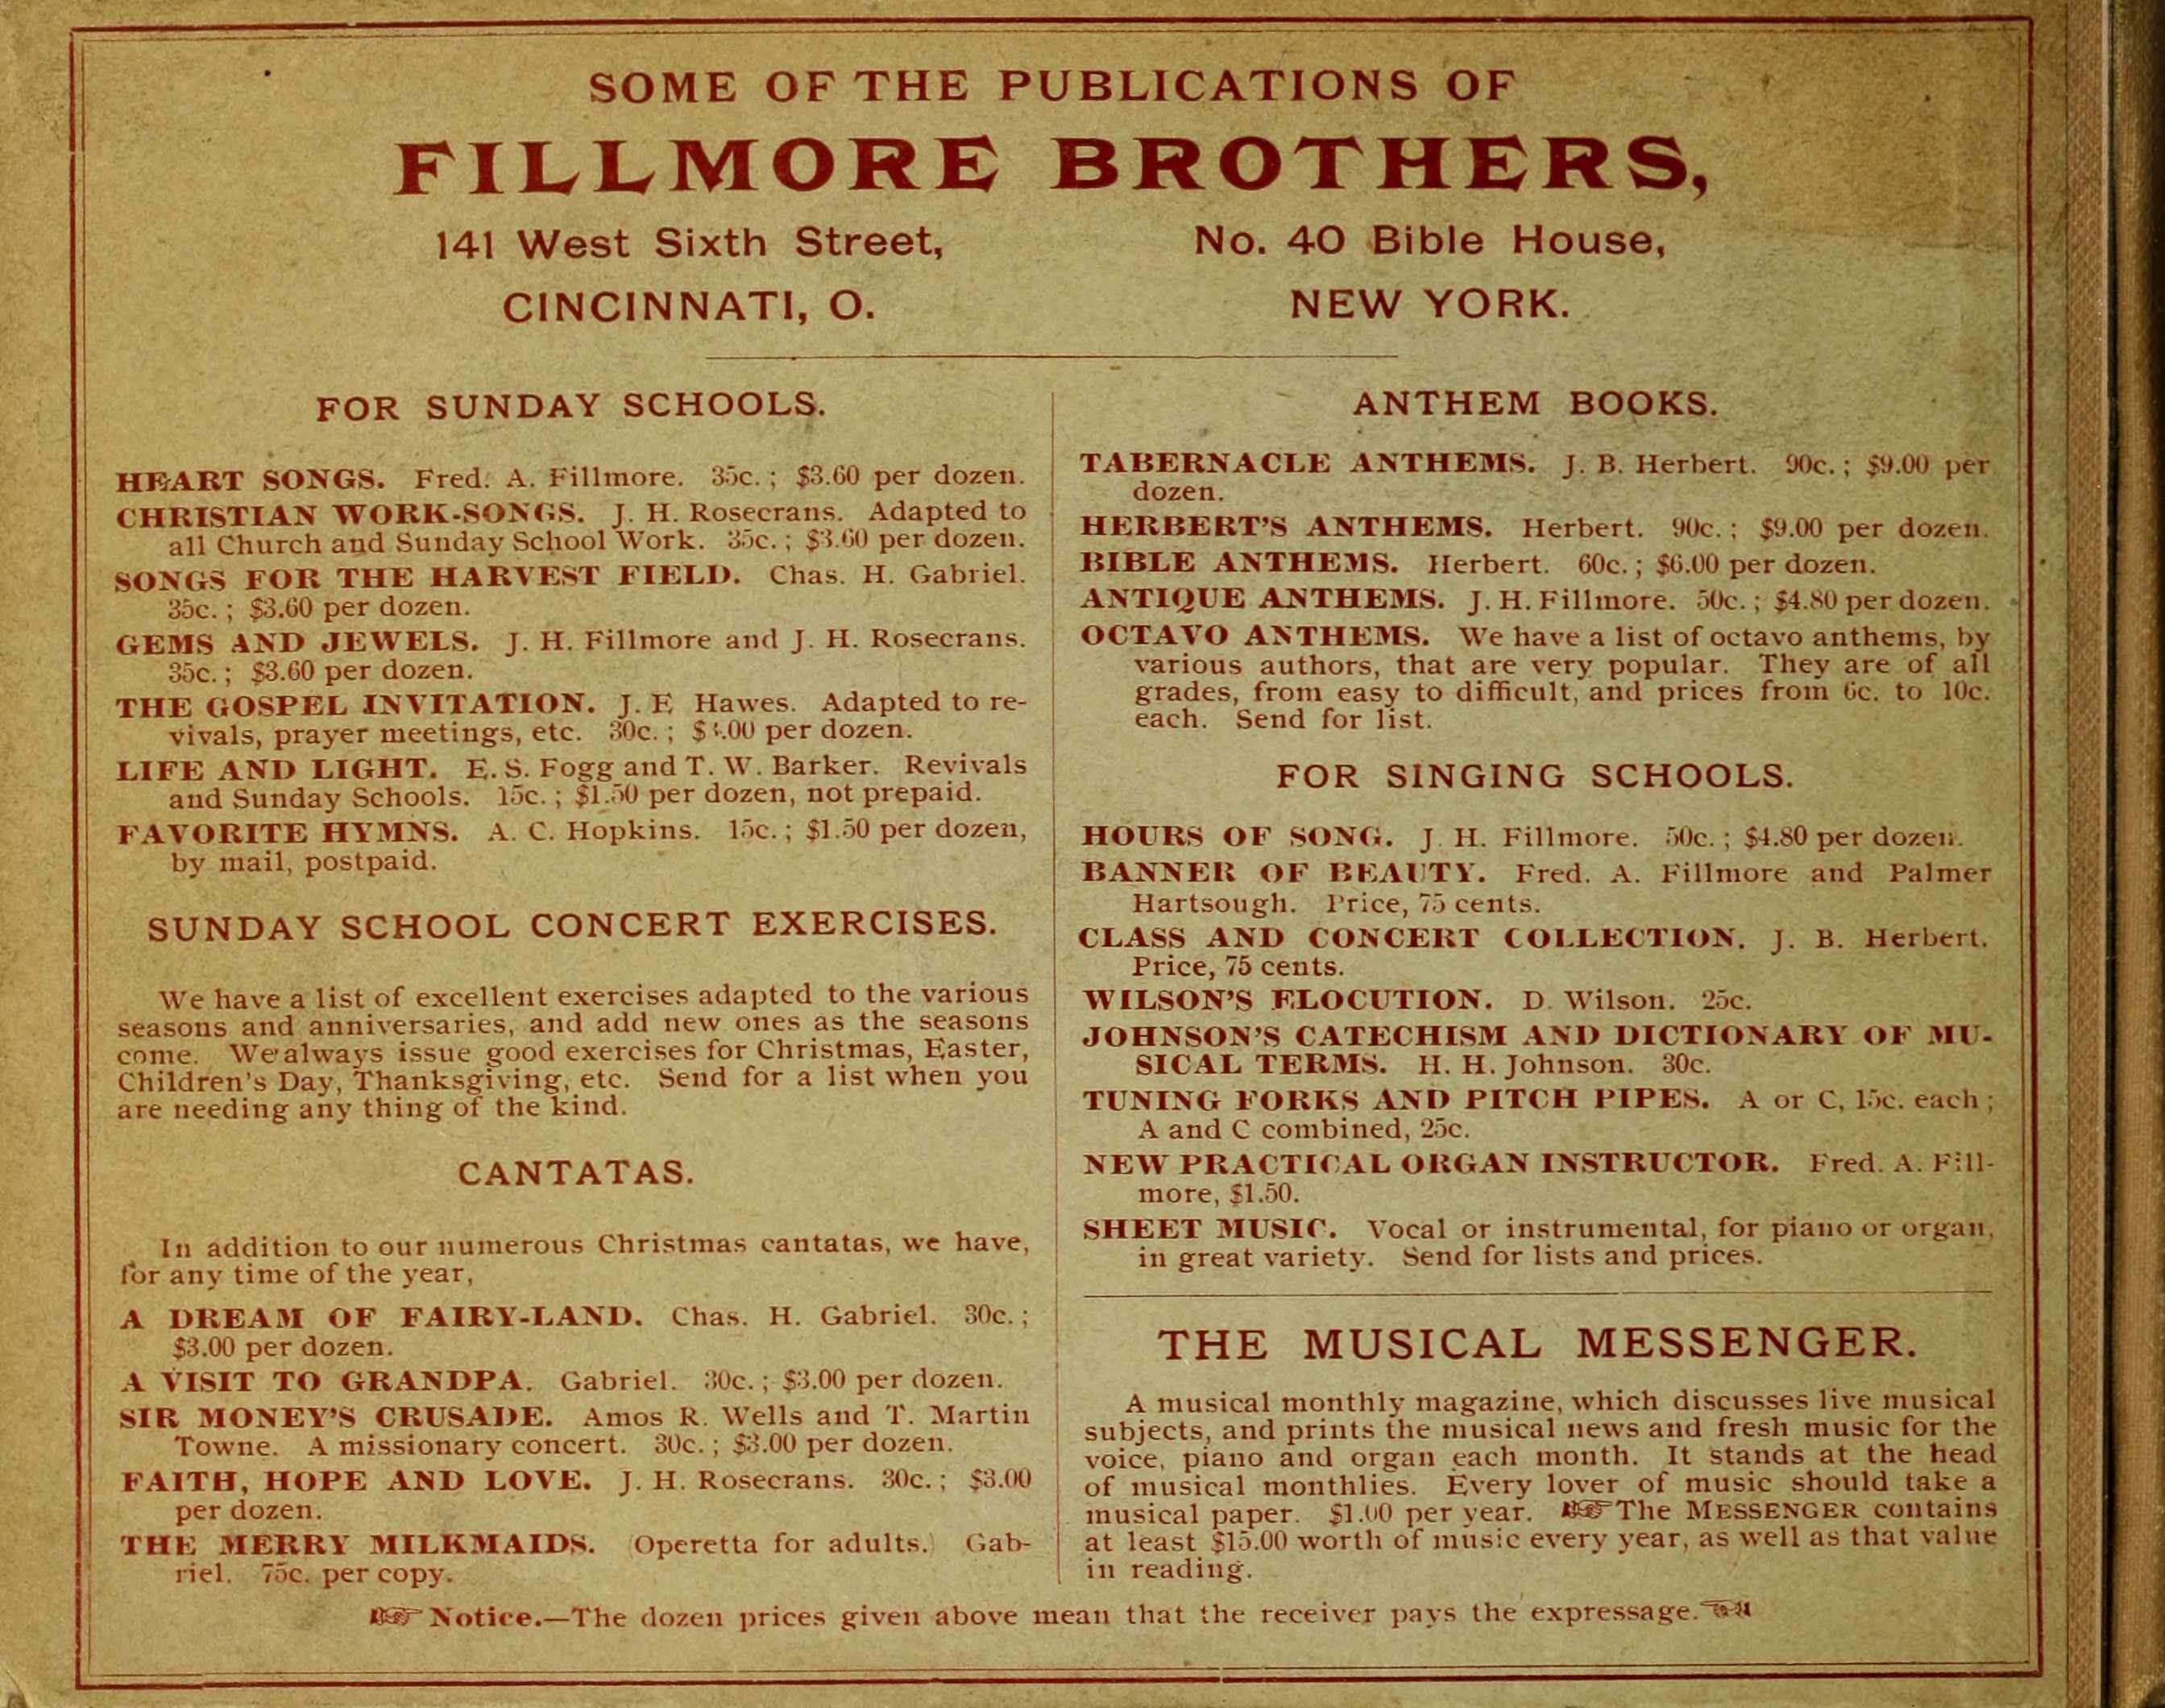 SOME OF THE PUBLICATIONS OF
FILLMORE BROTHERS,
141 West Sixth Street,
CINCINNATI, O.
No. 40 Bible House,
NEW YORK.
FOR SUNDAY SCHOOLS.
HEART SONGS. Fred. A. Fillmore. 35c.; $3.60 per dozen.
CHRISTIAN WORK-SONGS. J. H. Rosecrans. Adapted to
all Church and Sunday School Work. 35c.; $3.60 per dozen.
SONGS FOR THE HARVEST FIELD. Chas. H. Gabriel.
35c.; $3.60 per dozen.
GEMS AND JEWELS. J. H. Fillmore and J. H. Rosecrans.
35c.; $3.60 per dozen.
THE GOSPEL INVITATION. J. E Hawes. Adapted to re-
vivals, prayer meetings, etc. 30c.; per dozen.
LIFE AND LIGHT. E. S. Fogg and T. W. Barker. Revivals
and Sunday Schools. 15c.; $1.50 per dozen, not prepaid.
FAVORITE HYMNS. A. C. Hopkins. 15c.; $1.50 per dozen,
by mail, postpaid.
SUNDAY SCHOOL CONCERT EXERCISES.
We have a list of excellent exercises adapted to the various
seasons and anniversaries, and add new ones as the seasons
come. We always issue good exercises for Christmas, Easter,
Children's Day, Thanksgiving, etc. Send for a list when you
are needing any thing of the kind.
CANTATAS.
In addition to our numerous Christmas cantatas, we have,
for any time of the year,
A DREAM OF FAIRY-LAND. Chas. H. Gabriel. 30c.;
$3.00 per dozen.
A VISIT TO GRANDPA. Gabriel. 30c.; $3.00 per dozen.
SIR MONEY'S CRUSADE. Amos R. Wells and T. Martin
Towne. A missionary concert. 30c.; $3.00 per dozen.
FAITH, HOPE AND LOVE. J. H. Rosecrans. 30c.; $3.00
per dozen.
THE MERRY MILKMAIDS. (Operetta for adults.) Gab-
riel. 75c. per copy.
ANTHEM BOOKS.
TABERNACLE ANTHEMS. J. B. Herbert. 90c.; $9.00 per
dozen.
HERBERT'S ANTHEMS. Herbert. 90c.; $9.00 per dozen.
BIBLE ANTHEMS. Herbert. 60c.; $6.00 per dozen.
ANTIQUE ANTHEMS. J. H. Fillmore. 50c.; $4.80 per dozen.
OCTAVO ANTHEMS. We have a list of octavo anthems, by
various authors, that are very popular. They are of all
grades, from easy to difficult, and prices from 6c. to 10c.
each. Send for list.
FOR SINGING SCHOOLS.
HOURS OF SONG. J. H. Fillmore. 50c.; $4.80 per dozen.
BANNER OF BEAUTY. Fred. A. Fillmore and Palmer
Hartsough. Price, 75 cents.
CLASS AND CONCERT COLLECTION. J. B. Herbert.
Price, 75 cents.
WILSON'S ELOCUTION. D. Wilson. 25c.
JOHNSON'S CATECHISM AND DICTIONARY OF MU-
SICAL TERMS. H. H. Johnson. 30c.
TUNING FORKS AND PITCH PIPES. A or C, 15c. each;
A and C combined, 25c.
NEW PRACTICAL ORGAN INSTRUCTOR. Fred. A. Fill-
more, $1.50.
SHEET MUSIC. Vocal or instrumental, for piano or organ,
in great variety. Send for lists and prices.
THE MUSICAL MESSENGER.
A musical monthly magazine, which discusses live musical
subjects, and prints the musical news and fresh music for the
voice, piano and organ each month. It stands at the head
of musical monthlies. Every lover of music should take a
musical paper. $1.00 per year. ☞The MESSENGER contains
at least $15.00 worth of music every year, as well as that value
in reading.
☞ Notice.—The dozen prices given above mean that the receiver pays the expressage.☜